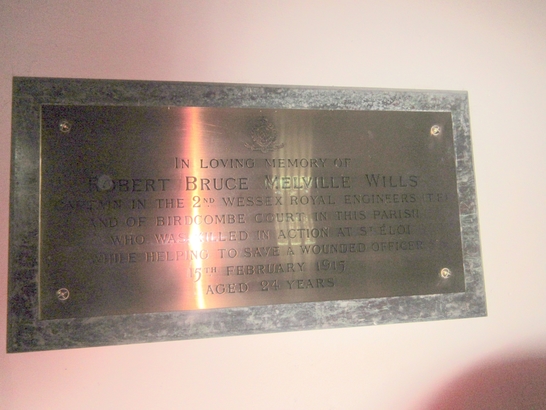 IN LOVING MEMORY OF
ROBERT BRUCE MELVILLE WILLS
CAPTAIN IN THE 2ND WESSEX ROYAL ENGINEERS (T.F.)
AND OF BIRDCOMBE COURT IN THIS PARISH,
WHO WAS KILLED IN ACTION AT ST ELOI
WHILE HELPING TO SAVE A WOUNDED OFFICER
15TH FEBRUARY 1915
AGED 24 YEARS